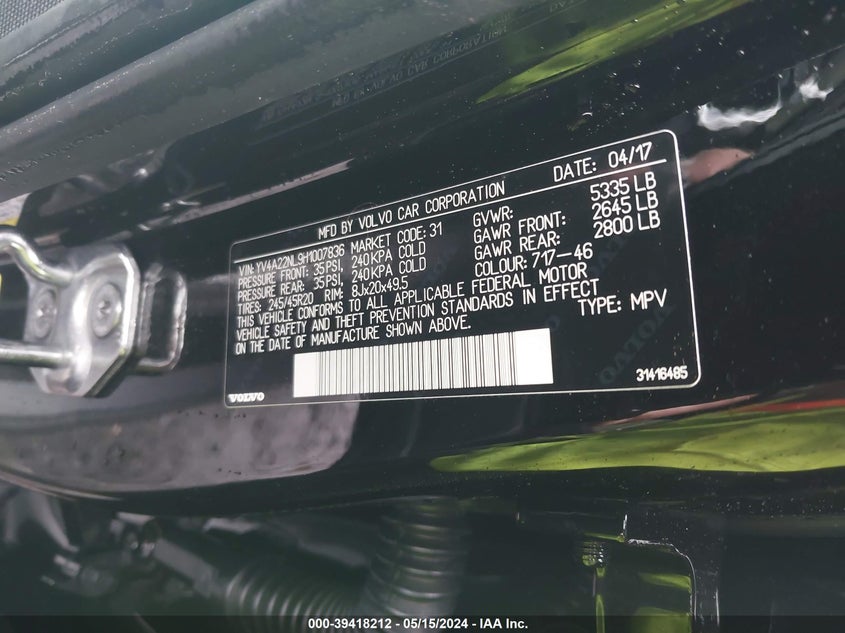 MFD BY VOLVO CAR CORPORATION DATE: 04/17
VIN: YV4A22NL9H1007836 MARKET CODE: 31 GVWR: 5335 LB
PRESSURE FRONT: 35PSI, 240KPA COLD GAWR FRONT: 2645 LB
PRESSURE REAR: 35PSI, 240KPA COLD GAWR REAR: 2800 LB
TIRES: 245/45R20 RIM: 8Jx20x49.5 COLOUR: 717-46
THIS VEHICLE CONFORMS TO ALL APPLICABLE FEDERAL MOTOR
VEHICLE SAFETY AND THEFT PREVENTION STANDARDS IN EFFECT
ON THE DATE OF MANUFACTURE SHOWN ABOVE. TYPE: MPV
VOLVO 31416485
000-39418212 - 05/15/2024 - IAA Inc.